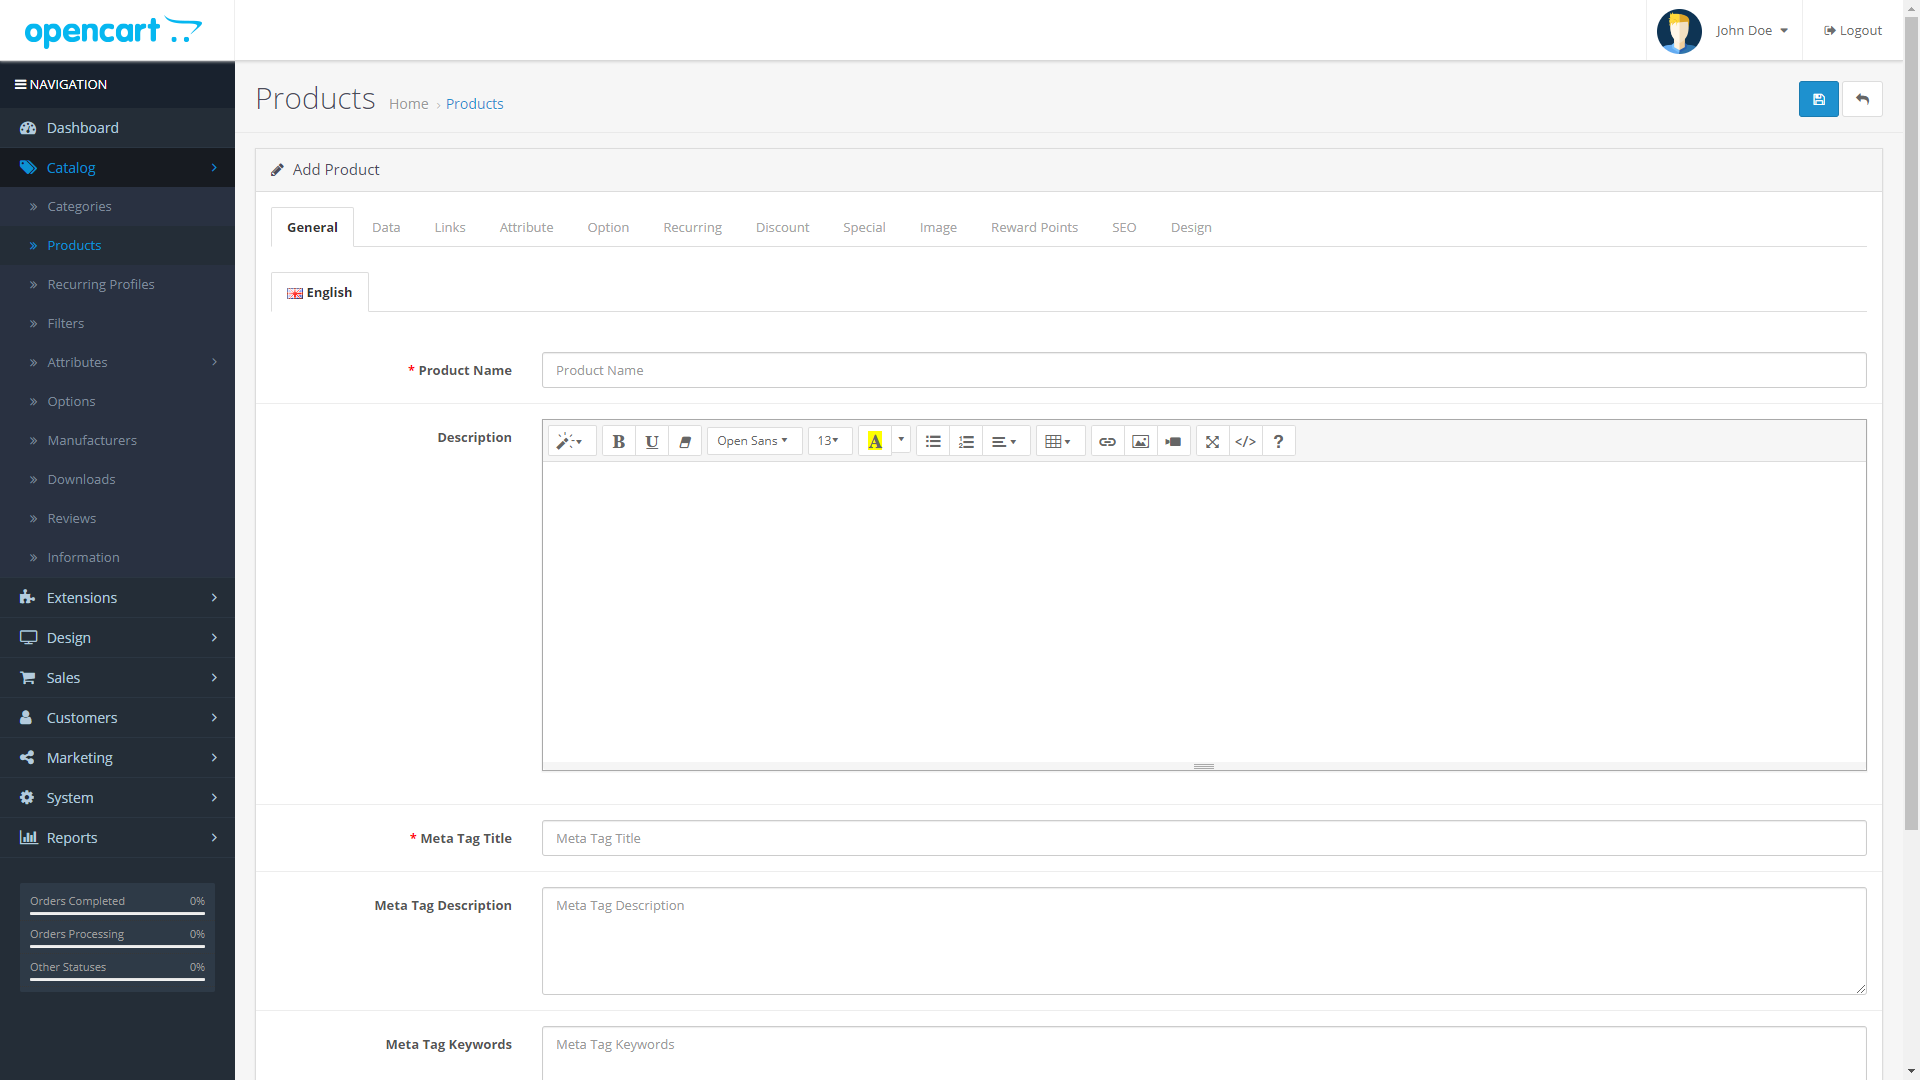 opencart
John Doe
Logout
NAVIGATION
Dashboard
Catalog
Categories
Products
Recurring Profiles
Filters
Attributes
Options
Manufacturers
Downloads
Reviews
Information
Extensions
Design
Sales
Customers
Marketing
System
Reports
Orders Completed 0%
Orders Processing 0%
Other Statuses 0%
Products Home › Products
Add Product
General Data Links Attribute Option Recurring Discount Special Image Reward Points SEO Design
English
* Product Name Product Name
Description
B U Open Sans 13 A </> ?
* Meta Tag Title Meta Tag Title
Meta Tag Description Meta Tag Description
Meta Tag Keywords Meta Tag Keywords